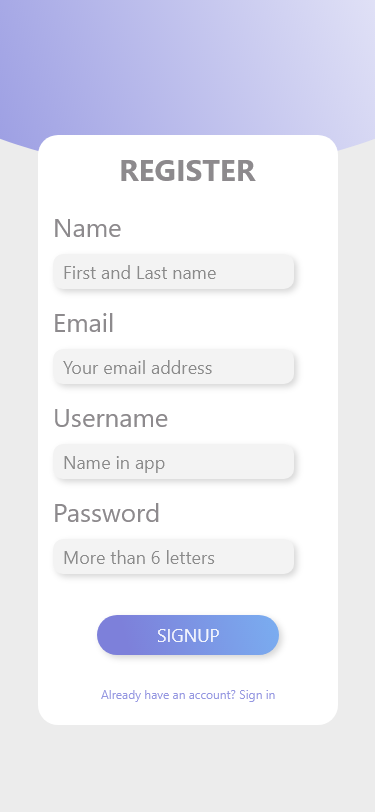 REGISTER
Name
First and Last name
Email
Your email address
Username
Name in app
Password
More than 6 letters
SIGNUP
Already have an account? Sign in